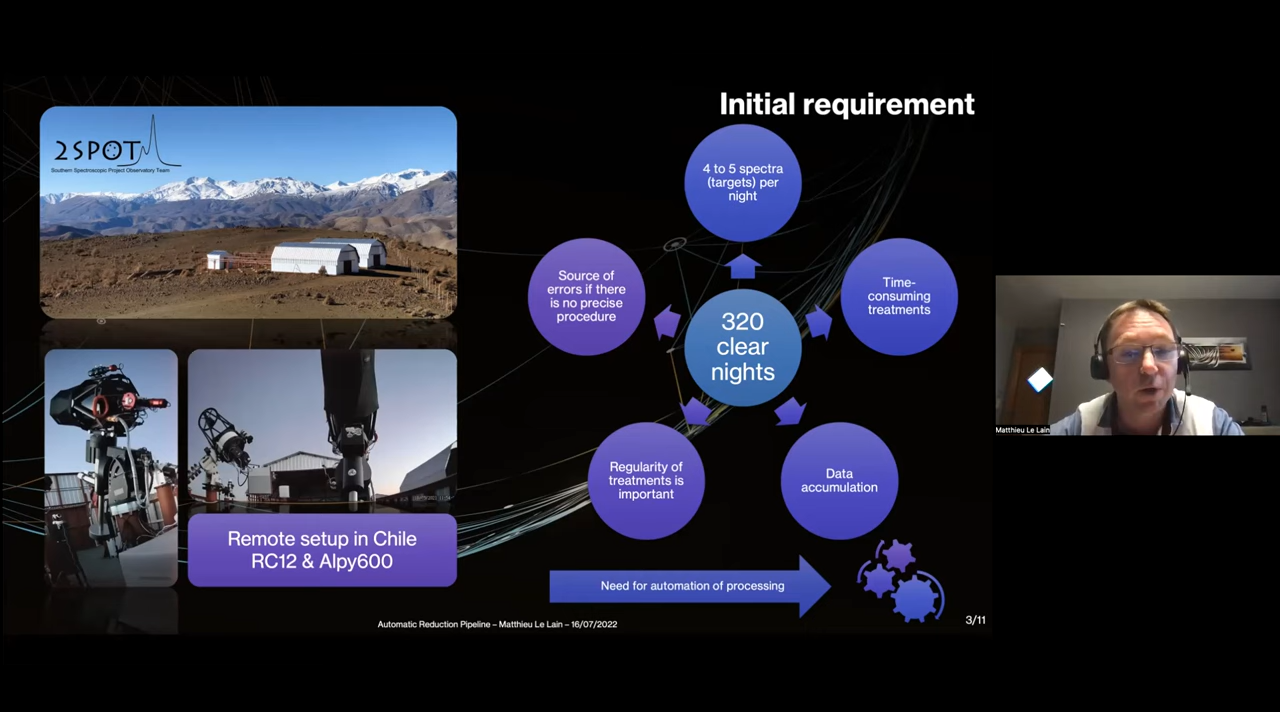 Initial requirement
2SPOT
Southern Spectroscopic Project Observatory Team
4 to 5 spectra
(targets) per
night
Source of
errors if there
is no precise
procedure
Time-
consuming
treatments
320
clear
nights
Regularity of
treatments is
important
Data
accumulation
Remote setup in Chile
RC12 & Alpy600
Need for automation of processing
Automatic Reduction Pipeline – Matthieu Le Lain – 16/07/2022
3/11
Matthieu Le Lain